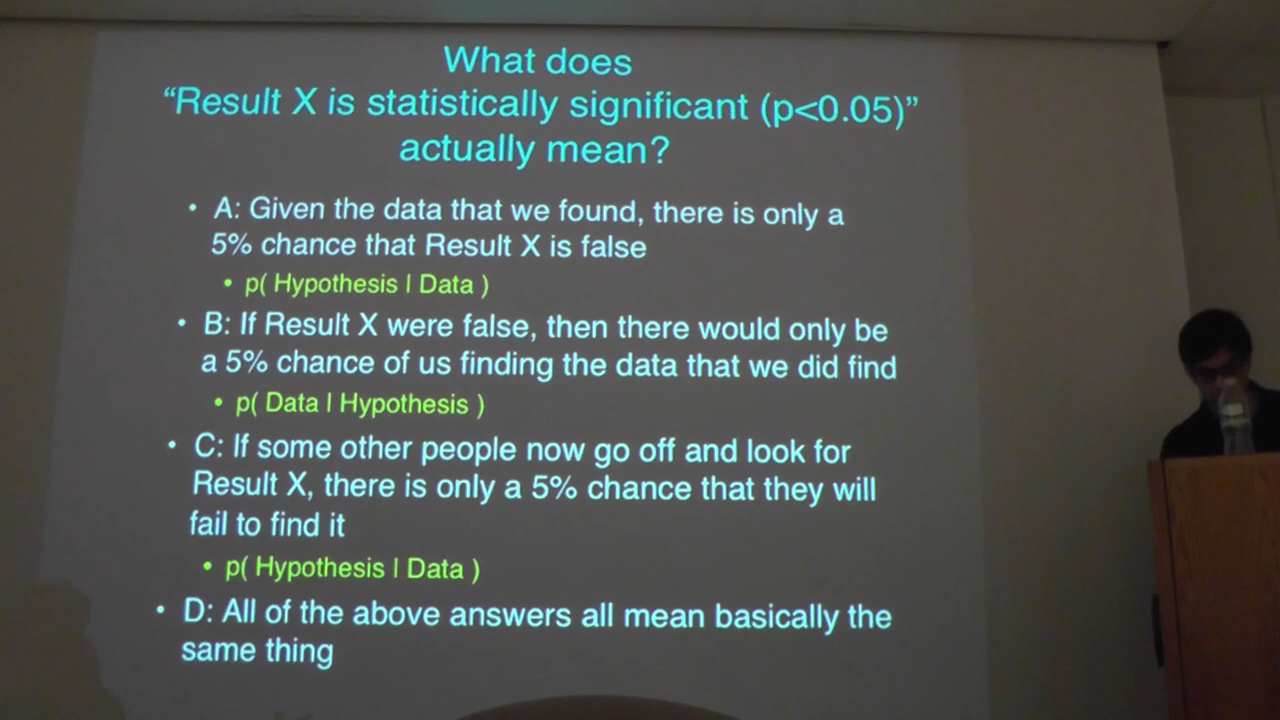 What does
“Result X is statistically significant (p<0.05)”
actually mean?
• A: Given the data that we found, there is only a
5% chance that Result X is false
• p( Hypothesis | Data )
• B: If Result X were false, then there would only be
a 5% chance of us finding the data that we did find
• p( Data | Hypothesis )
• C: If some other people now go off and look for
Result X, there is only a 5% chance that they will
fail to find it
• p( Hypothesis | Data )
• D: All of the above answers all mean basically the
same thing